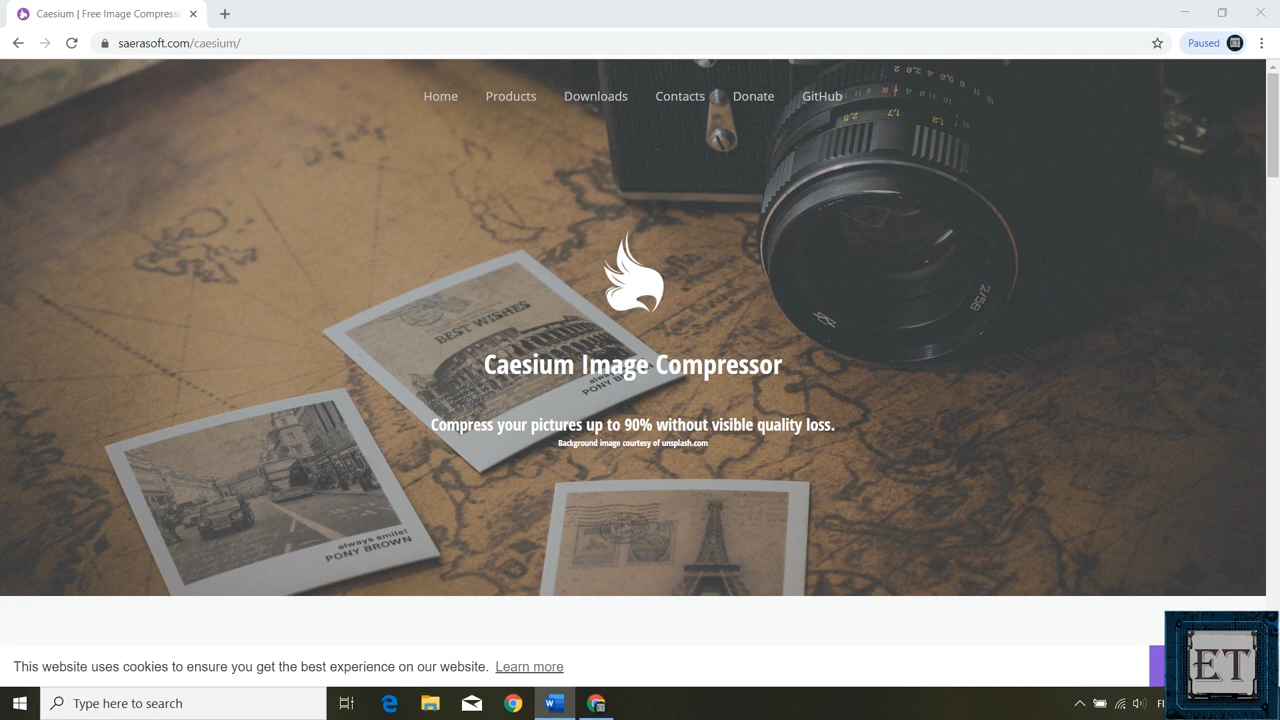 Caesium | Free Image Compressi
saerasoft.com/caesium/
Paused
Home Products Downloads Contacts Donate GitHub
BEST WISHES
Caesium Image Compressor
PONY B
Compress your pictures up to 90% without visible quality loss.
Background image courtesy of unsplash.com
always smile!
PONY BROWN
2/58
This website uses cookies to ensure you get the best experience on our website. Learn more
ET
Type here to search